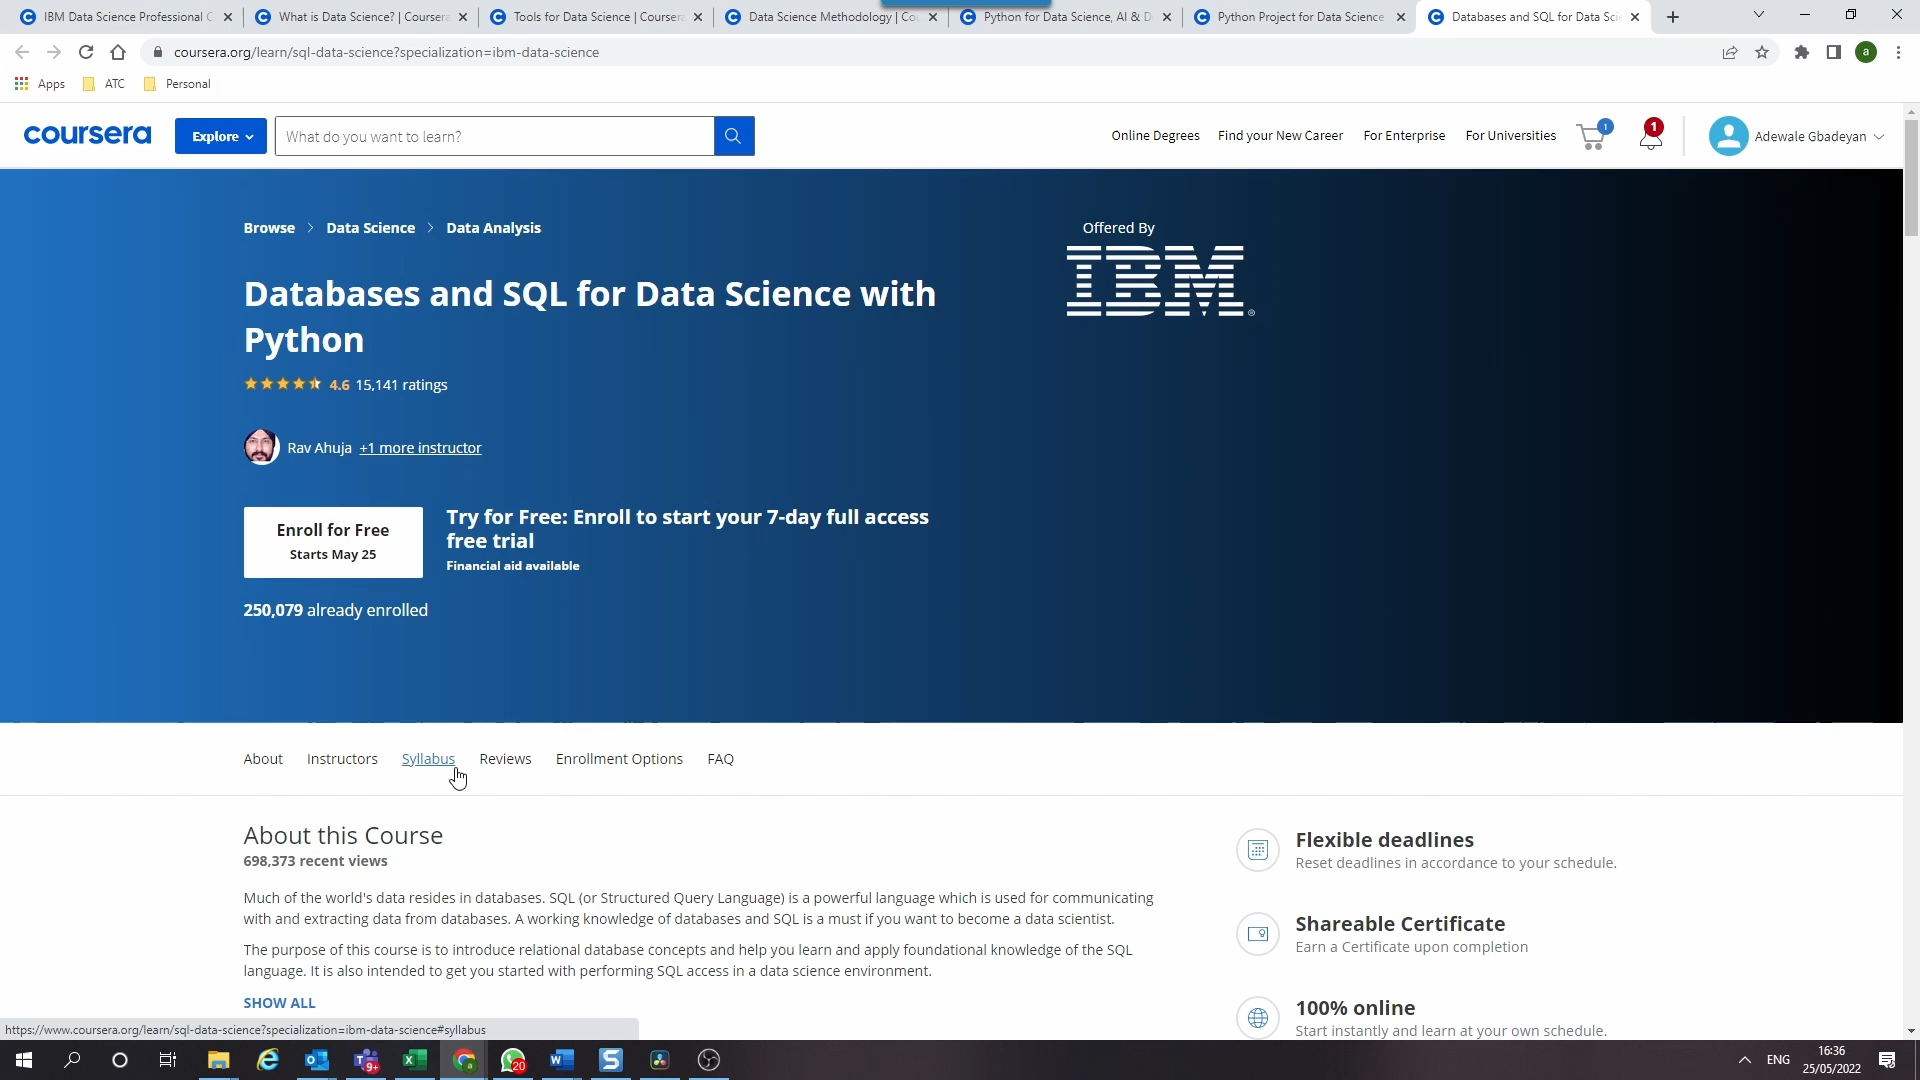 IBM Data Science Professional C
What is Data Science? | Coursera
Tools for Data Science | Coursera
Data Science Methodology | Cou
Python for Data Science, AI & D
Python Project for Data Science
Databases and SQL for Data Scie
coursera.org/learn/sql-data-science?specialization=ibm-data-science
a
Apps
ATC
Personal
coursera
Explore
What do you want to learn?
Online Degrees
Find your New Career
For Enterprise
For Universities
1
1
Adewale Gbadeyan
Browse > Data Science > Data Analysis
Offered By
IBM®
Databases and SQL for Data Science with
Python
4.6 15,141 ratings
Rav Ahuja +1 more instructor
Enroll for Free
Starts May 25
Try for Free: Enroll to start your 7-day full access
free trial
Financial aid available
250,079 already enrolled
About
Instructors
Syllabus
Reviews
Enrollment Options
FAQ
About this Course
698,373 recent views
Much of the world's data resides in databases. SQL (or Structured Query Language) is a powerful language which is used for communicating
with and extracting data from databases. A working knowledge of databases and SQL is a must if you want to become a data scientist.
The purpose of this course is to introduce relational database concepts and help you learn and apply foundational knowledge of the SQL
language. It is also intended to get you started with performing SQL access in a data science environment.
SHOW ALL
Flexible deadlines
Reset deadlines in accordance to your schedule.
Shareable Certificate
Earn a Certificate upon completion
100% online
Start instantly and learn at your own schedule.
https://www.coursera.org/learn/sql-data-science?specialization=ibm-data-science#syllabus
9+
20
ENG
16:36
25/05/2022